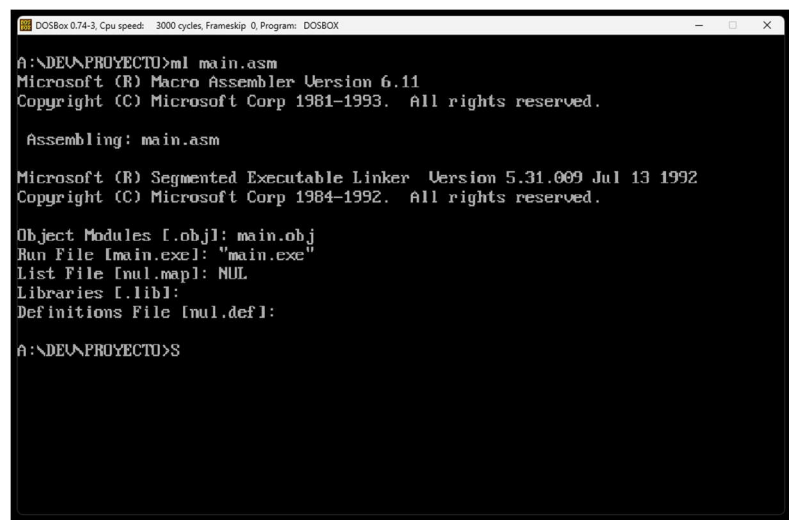 DOSBox 0.74-3, Cpu speed: 3000 cycles, Frameskip 0, Program: DOSBOX
A:\DEV\PROYECTO>ml main.asm
Microsoft (R) Macro Assembler Version 6.11
Copyright (C) Microsoft Corp 1981-1993. All rights reserved.
Assembling: main.asm
Microsoft (R) Segmented Executable Linker Version 5.31.009 Jul 13 1992
Copyright (C) Microsoft Corp 1984-1992. All rights reserved.
Object Modules [.obj]: main.obj
Run File [main.exe]: "main.exe"
List File [nul.map]: NUL
Libraries [.lib]:
Definitions File [nul.def]:
A:\DEV\PROYECTO>S